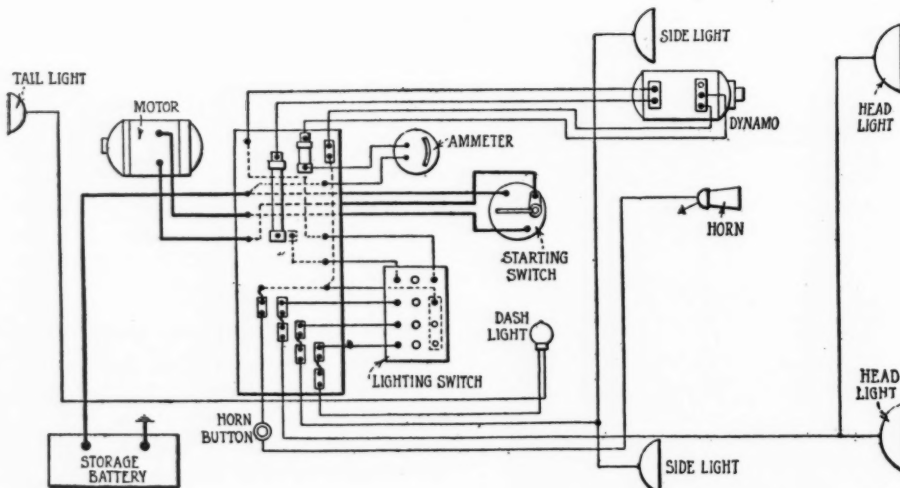 SIDE LIGHT
TAIL LIGHT
MOTOR
DYNAMO
HEAD
LIGHT
AMMETER
HORN
STARTING
SWITCH
DASH
LIGHT
LIGHTING SWITCH
HEAD
LIGHT
HORN
BUTTON
STORAGE
BATTERY
SIDE LIGHT